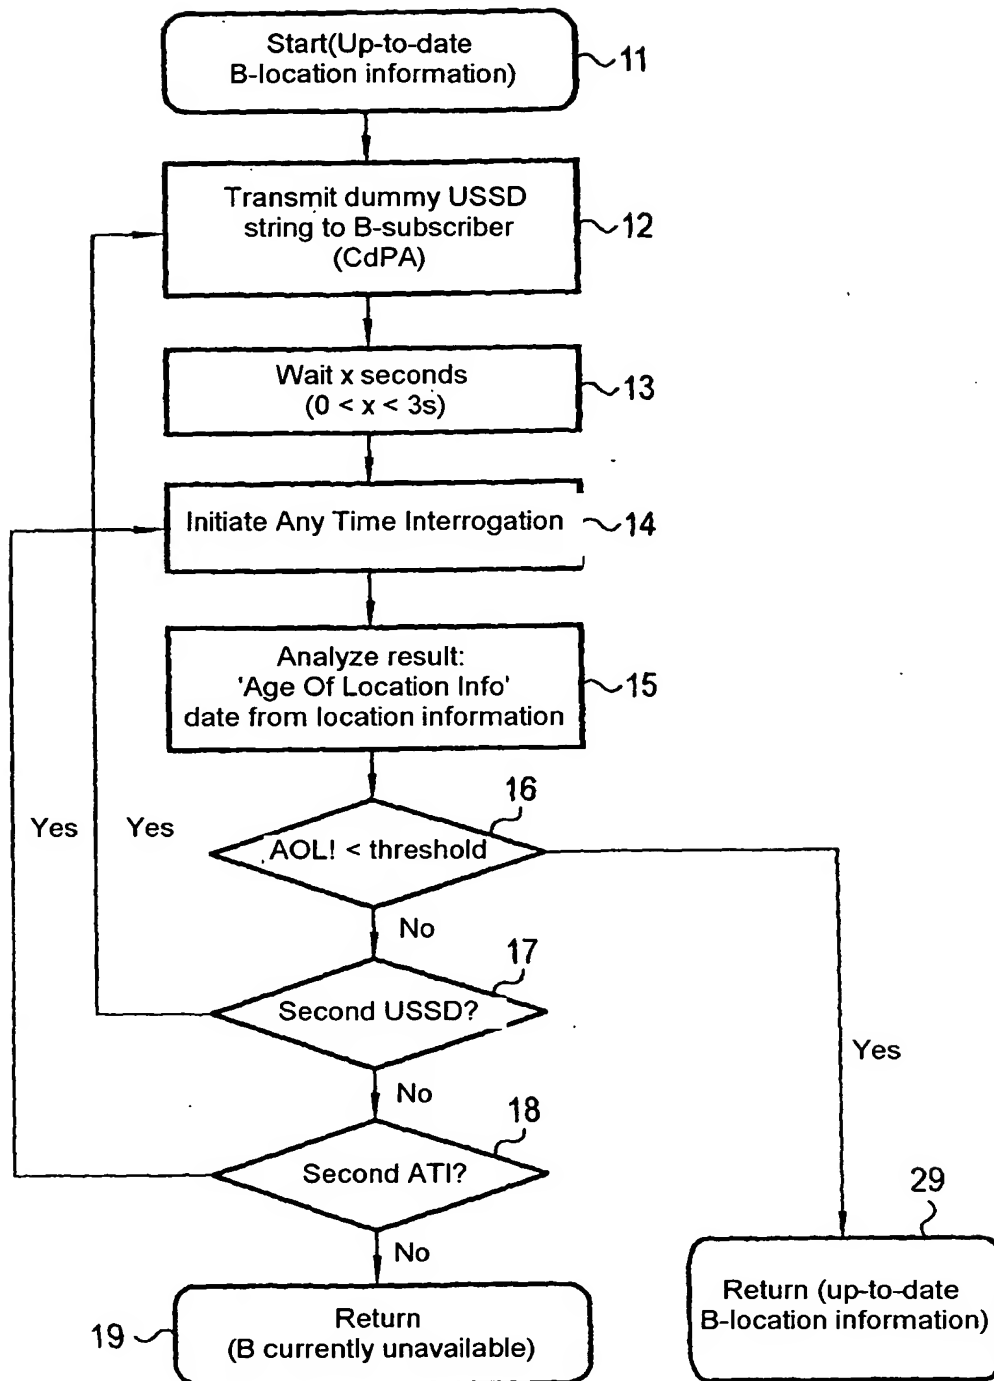 Start(Up-to-date
B-location information)
11
Transmit dummy USSD
string to B-subscriber
(CdPA)
12
Wait x seconds
(0 < x < 3s)
13
Initiate Any Time Interrogation
14
Analyze result:
'Age Of Location Info'
date from location information
15
16
Yes
Yes
AOL! < threshold
No
17
Second USSD?
Yes
No
18
Second ATI?
29
No
Return (up-to-date
B-location information)
Return
(B currently unavailable)
19